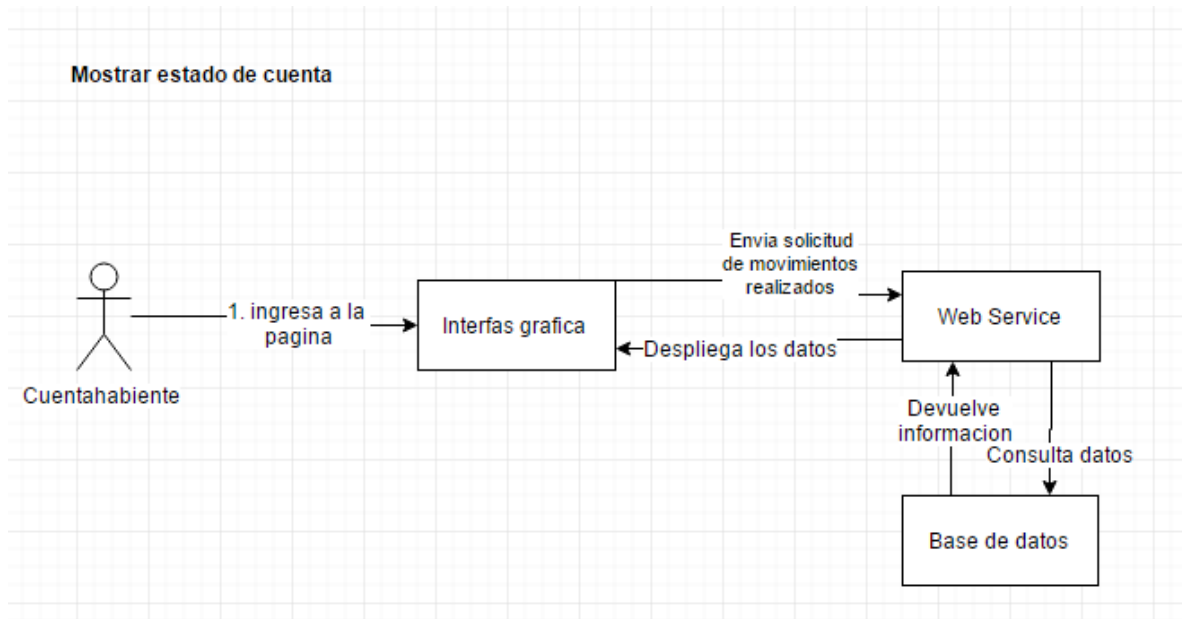 Mostrar estado de cuenta
Envia solicitud
de movimientos
realizados
1. ingresa a la
pagina
Interfas grafica
Web Service
Despliega los datos
Cuentahabiente
Devuelve
informacion
Consulta datos
Base de datos